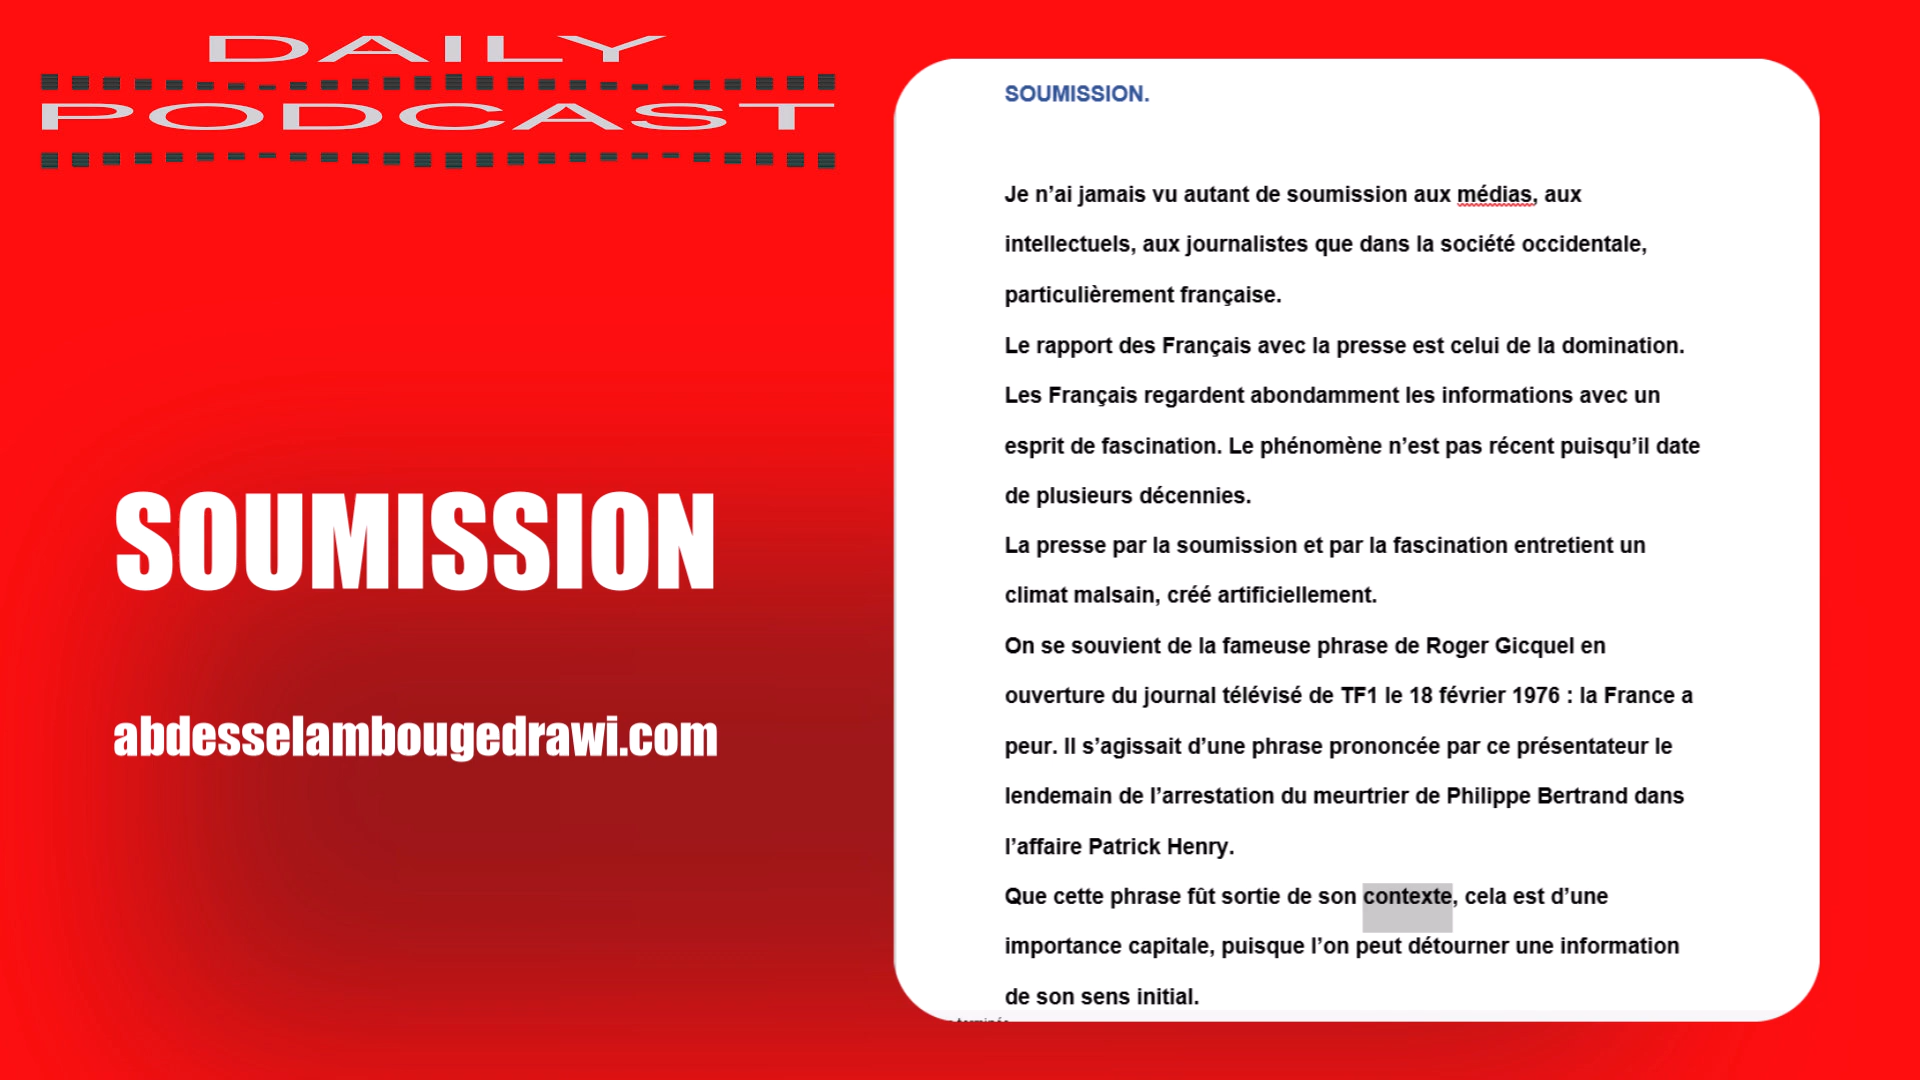 DAILY
PODCAST
SOUMISSION
abdesselambougedrawi.com
SOUMISSION.
Je n’ai jamais vu autant de soumission aux médias, aux
intellectuels, aux journalistes que dans la société occidentale,
particulièrement française.
Le rapport des Français avec la presse est celui de la domination.
Les Français regardent abondamment les informations avec un
esprit de fascination. Le phénomène n’est pas récent puisqu’il date
de plusieurs décennies.
La presse par la soumission et par la fascination entretient un
climat malsain, créé artificiellement.
On se souvient de la fameuse phrase de Roger Gicquel en
ouverture du journal télévisé de TF1 le 18 février 1976 : la France a
peur. Il s’agissait d’une phrase prononcée par ce présentateur le
lendemain de l’arrestation du meurtrier de Philippe Bertrand dans
l’affaire Patrick Henry.
Que cette phrase fût sortie de son contexte, cela est d’une
importance capitale, puisque l’on peut détourner une information
de son sens initial.